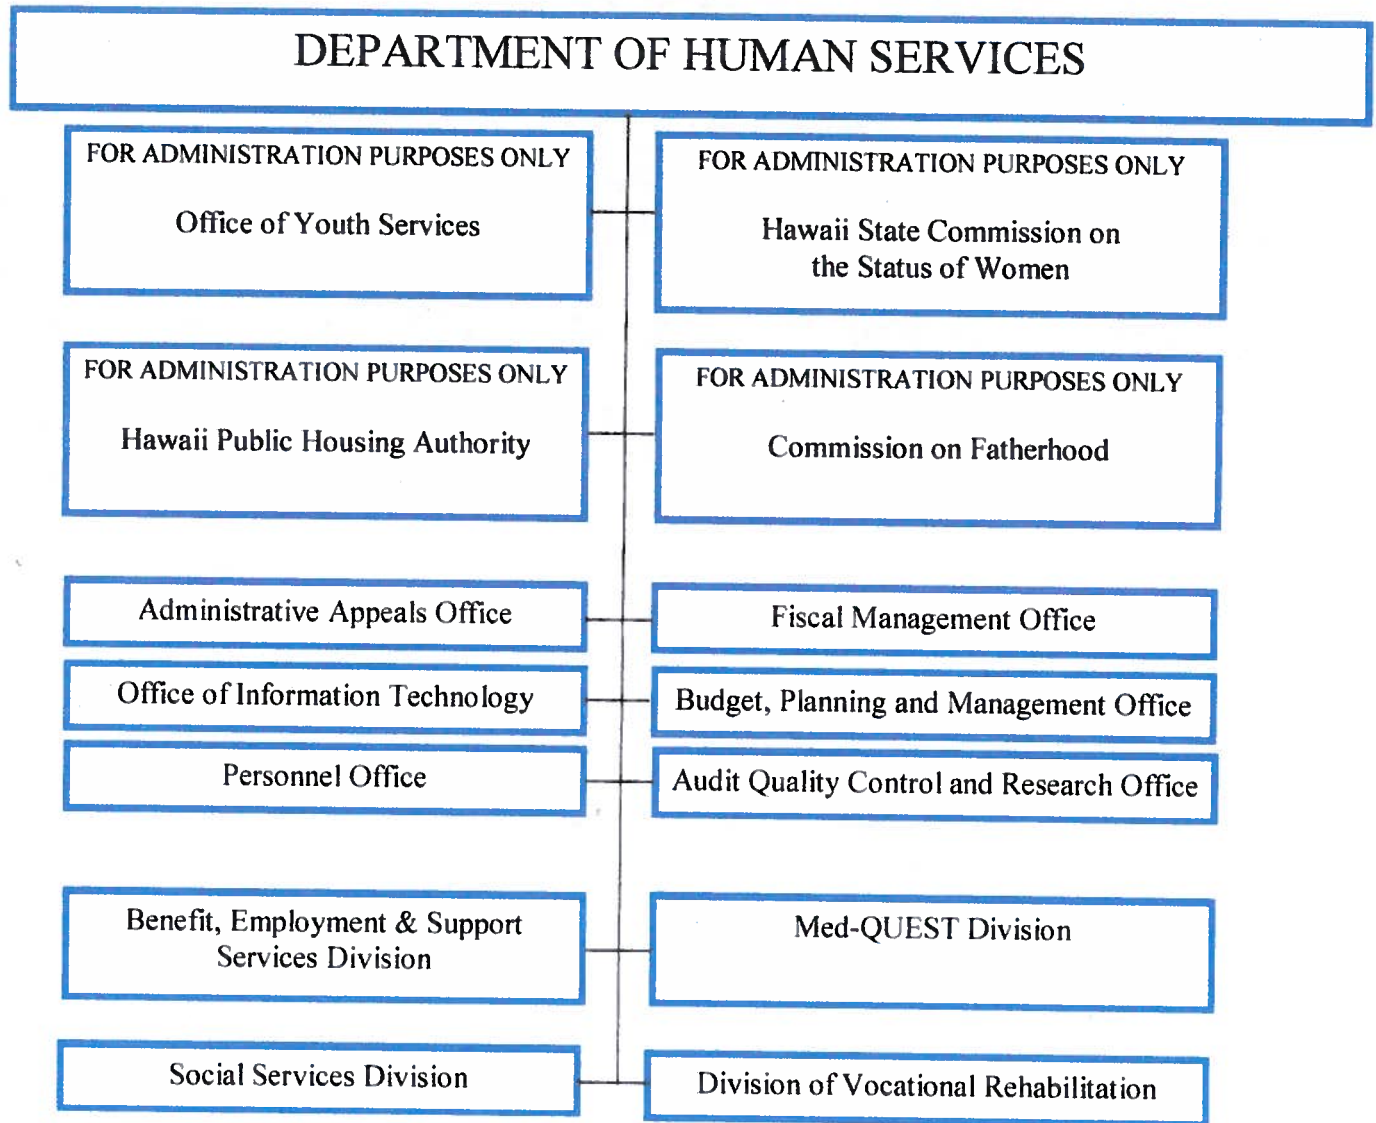 DEPARTMENT OF HUMAN SERVICES
FOR ADMINISTRATION PURPOSES ONLY
Office of Youth Services
FOR ADMINISTRATION PURPOSES ONLY
Hawaii State Commission on
the Status of Women
FOR ADMINISTRATION PURPOSES ONLY
Hawaii Public Housing Authority
FOR ADMINISTRATION PURPOSES ONLY
Commission on Fatherhood
Administrative Appeals Office
Fiscal Management Office
Office of Information Technology
Budget, Planning and Management Office
Personnel Office
Audit Quality Control and Research Office
Benefit, Employment & Support
Services Division
Med-QUEST Division
Social Services Division
Division of Vocational Rehabilitation